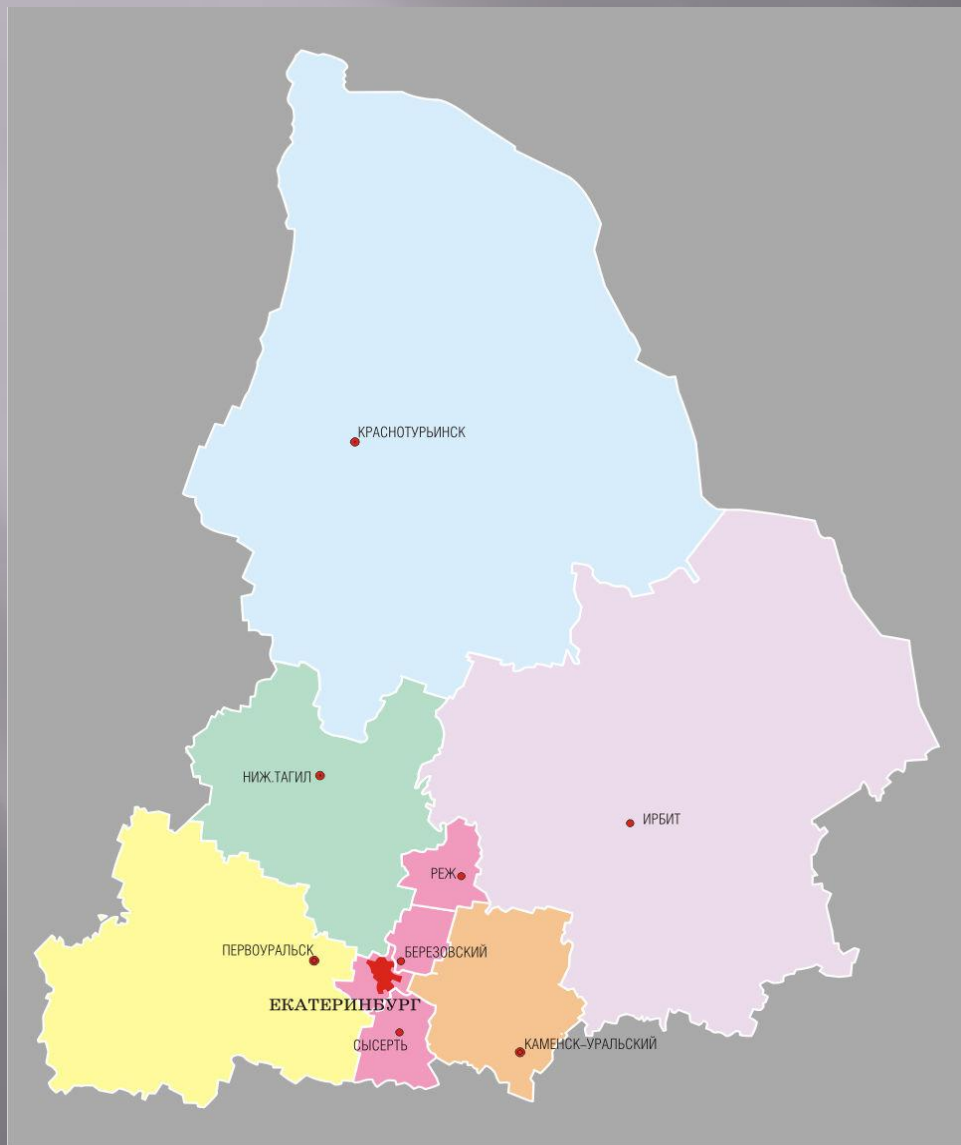 КРАСНОТУРЬИНСК
НИЖ.ТАГИЛ
ИРБИТ
РЕЖ
ПЕРВОУРАЛЬСК
БЕРЕЗОВСКИЙ
ЕКАТЕРИНБУРГ
СЫСЕРТЬ
КАМЕНСК-УРАЛЬСКИЙ